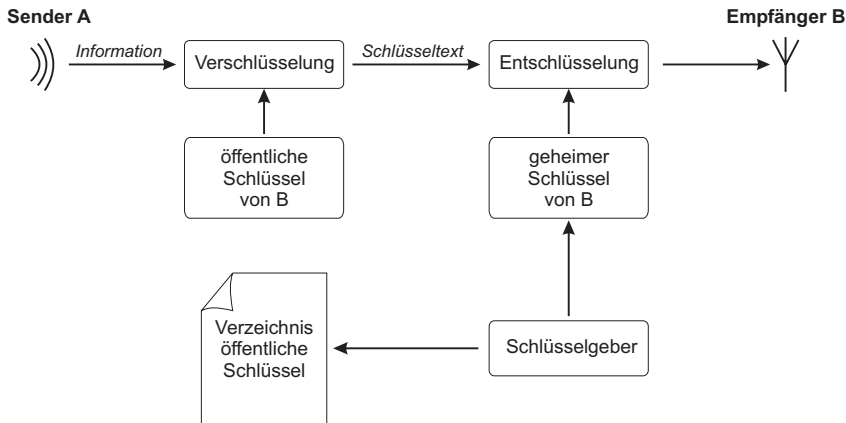 Sender A
Empfänger B
Information
Verschlüsselung
Schlüsseltext
Entschlüsselung
öffentliche
Schlüssel
von B
geheimer
Schlüssel
von B
Verzeichnis
öffentliche
Schlüssel
Schlüsselgeber